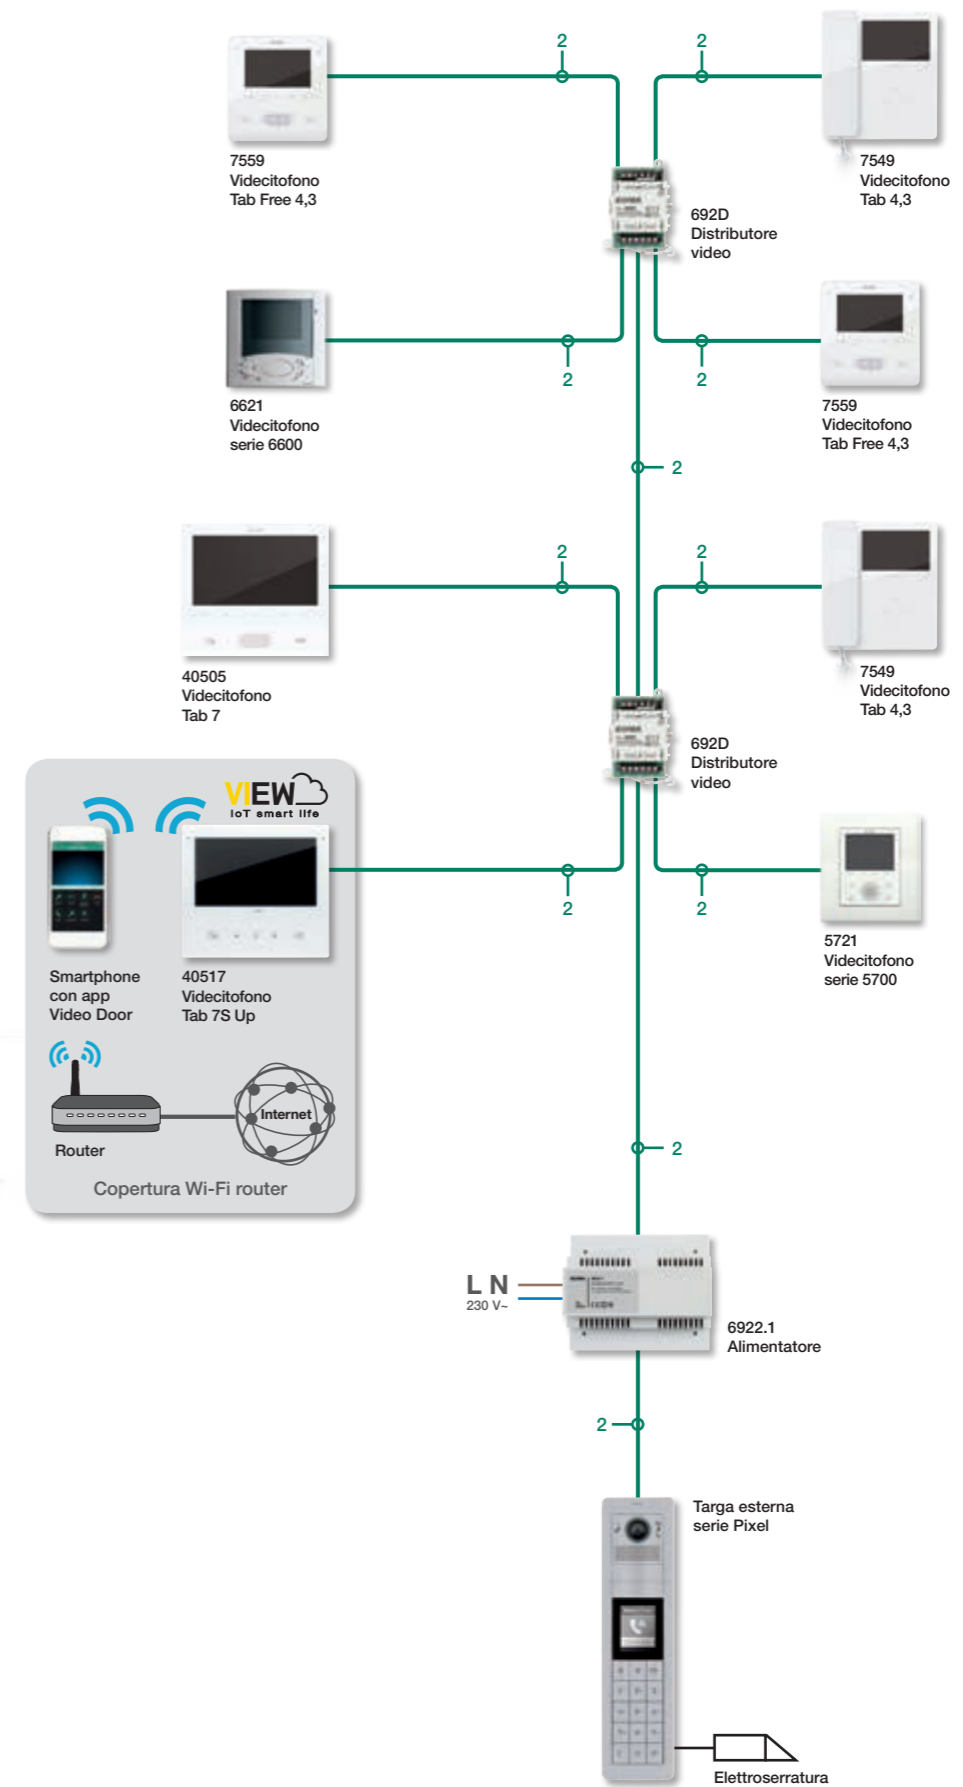 2
2
7559
Videcitofono
Tab Free 4,3
7549
Videcitofono
Tab 4,3
692D
Distributore
video
2
2
6621
Videcitofono
serie 6600
7559
Videcitofono
Tab Free 4,3
2
2
2
40505
Videcitofono
Tab 7
7549
Videcitofono
Tab 4,3
692D
Distributore
video
VIEW
IoT smart life
2
2
Smartphone
con app
Video Door
40517
Videcitofono
Tab 7S Up
5721
Videcitofono
serie 5700
Internet
Router
Copertura Wi-Fi router
2
L N
230 V~
6922.1
Alimentatore
2
Targa esterna
serie Pixel
Elettroserratura